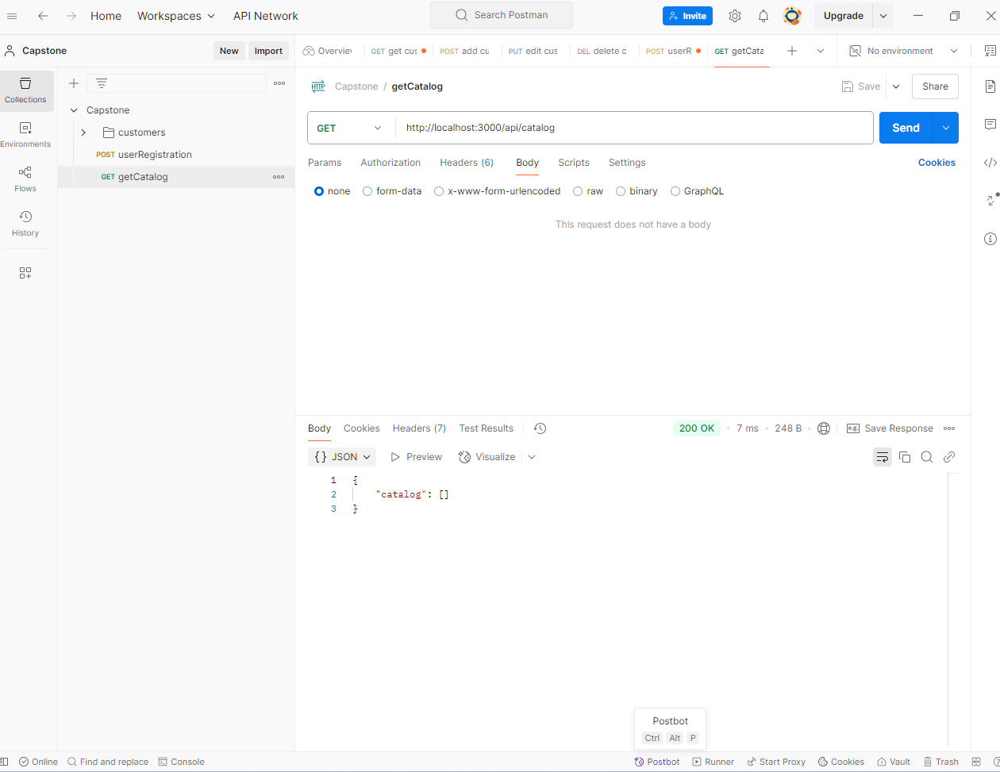 Home Workspaces API Network Search Postman Invite Upgrade
Capstone New Import Overview GET get cus POST add cu PUT edit cus DEL delete c POST userR GET getCata No environment
Collections
Environments
Flows
History
Capstone
customers
POST userRegistration
GET getCatalog
HTTP Capstone / getCatalog Save Share
GET http://localhost:3000/api/catalog Send
Params Authorization Headers (6) Body Scripts Settings Cookies
none form-data x-www-form-urlencoded raw binary GraphQL
This request does not have a body
Body Cookies Headers (7) Test Results 200 OK 7 ms 248 B e.g. Save Response
{} JSON Preview Visualize
1 {
2 "catalog": []
3 }
Postbot
Ctrl Alt P
Online Find and replace Console Postbot Runner Start Proxy Cookies Vault Trash